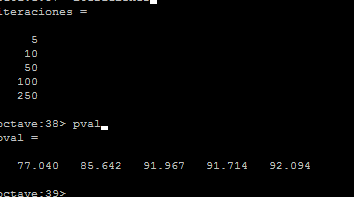 iteraciones =
5
10
50
100
250
octave:38> pval
pval =
77.040 85.642 91.967 91.714 92.094
octave:39>